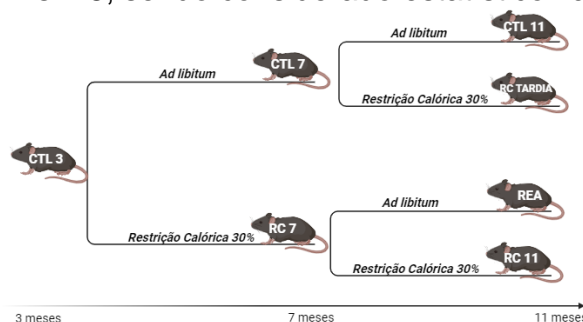 CTL 3
Ad libitum
CTL 7
Restrição Calórica 30%
RC 7
Ad libitum
CTL 11
Restrição Calórica 30%
RC TARDIA
Ad libitum
REA
Restrição Calórica 30%
RC 11
3 meses
7 meses
11 meses